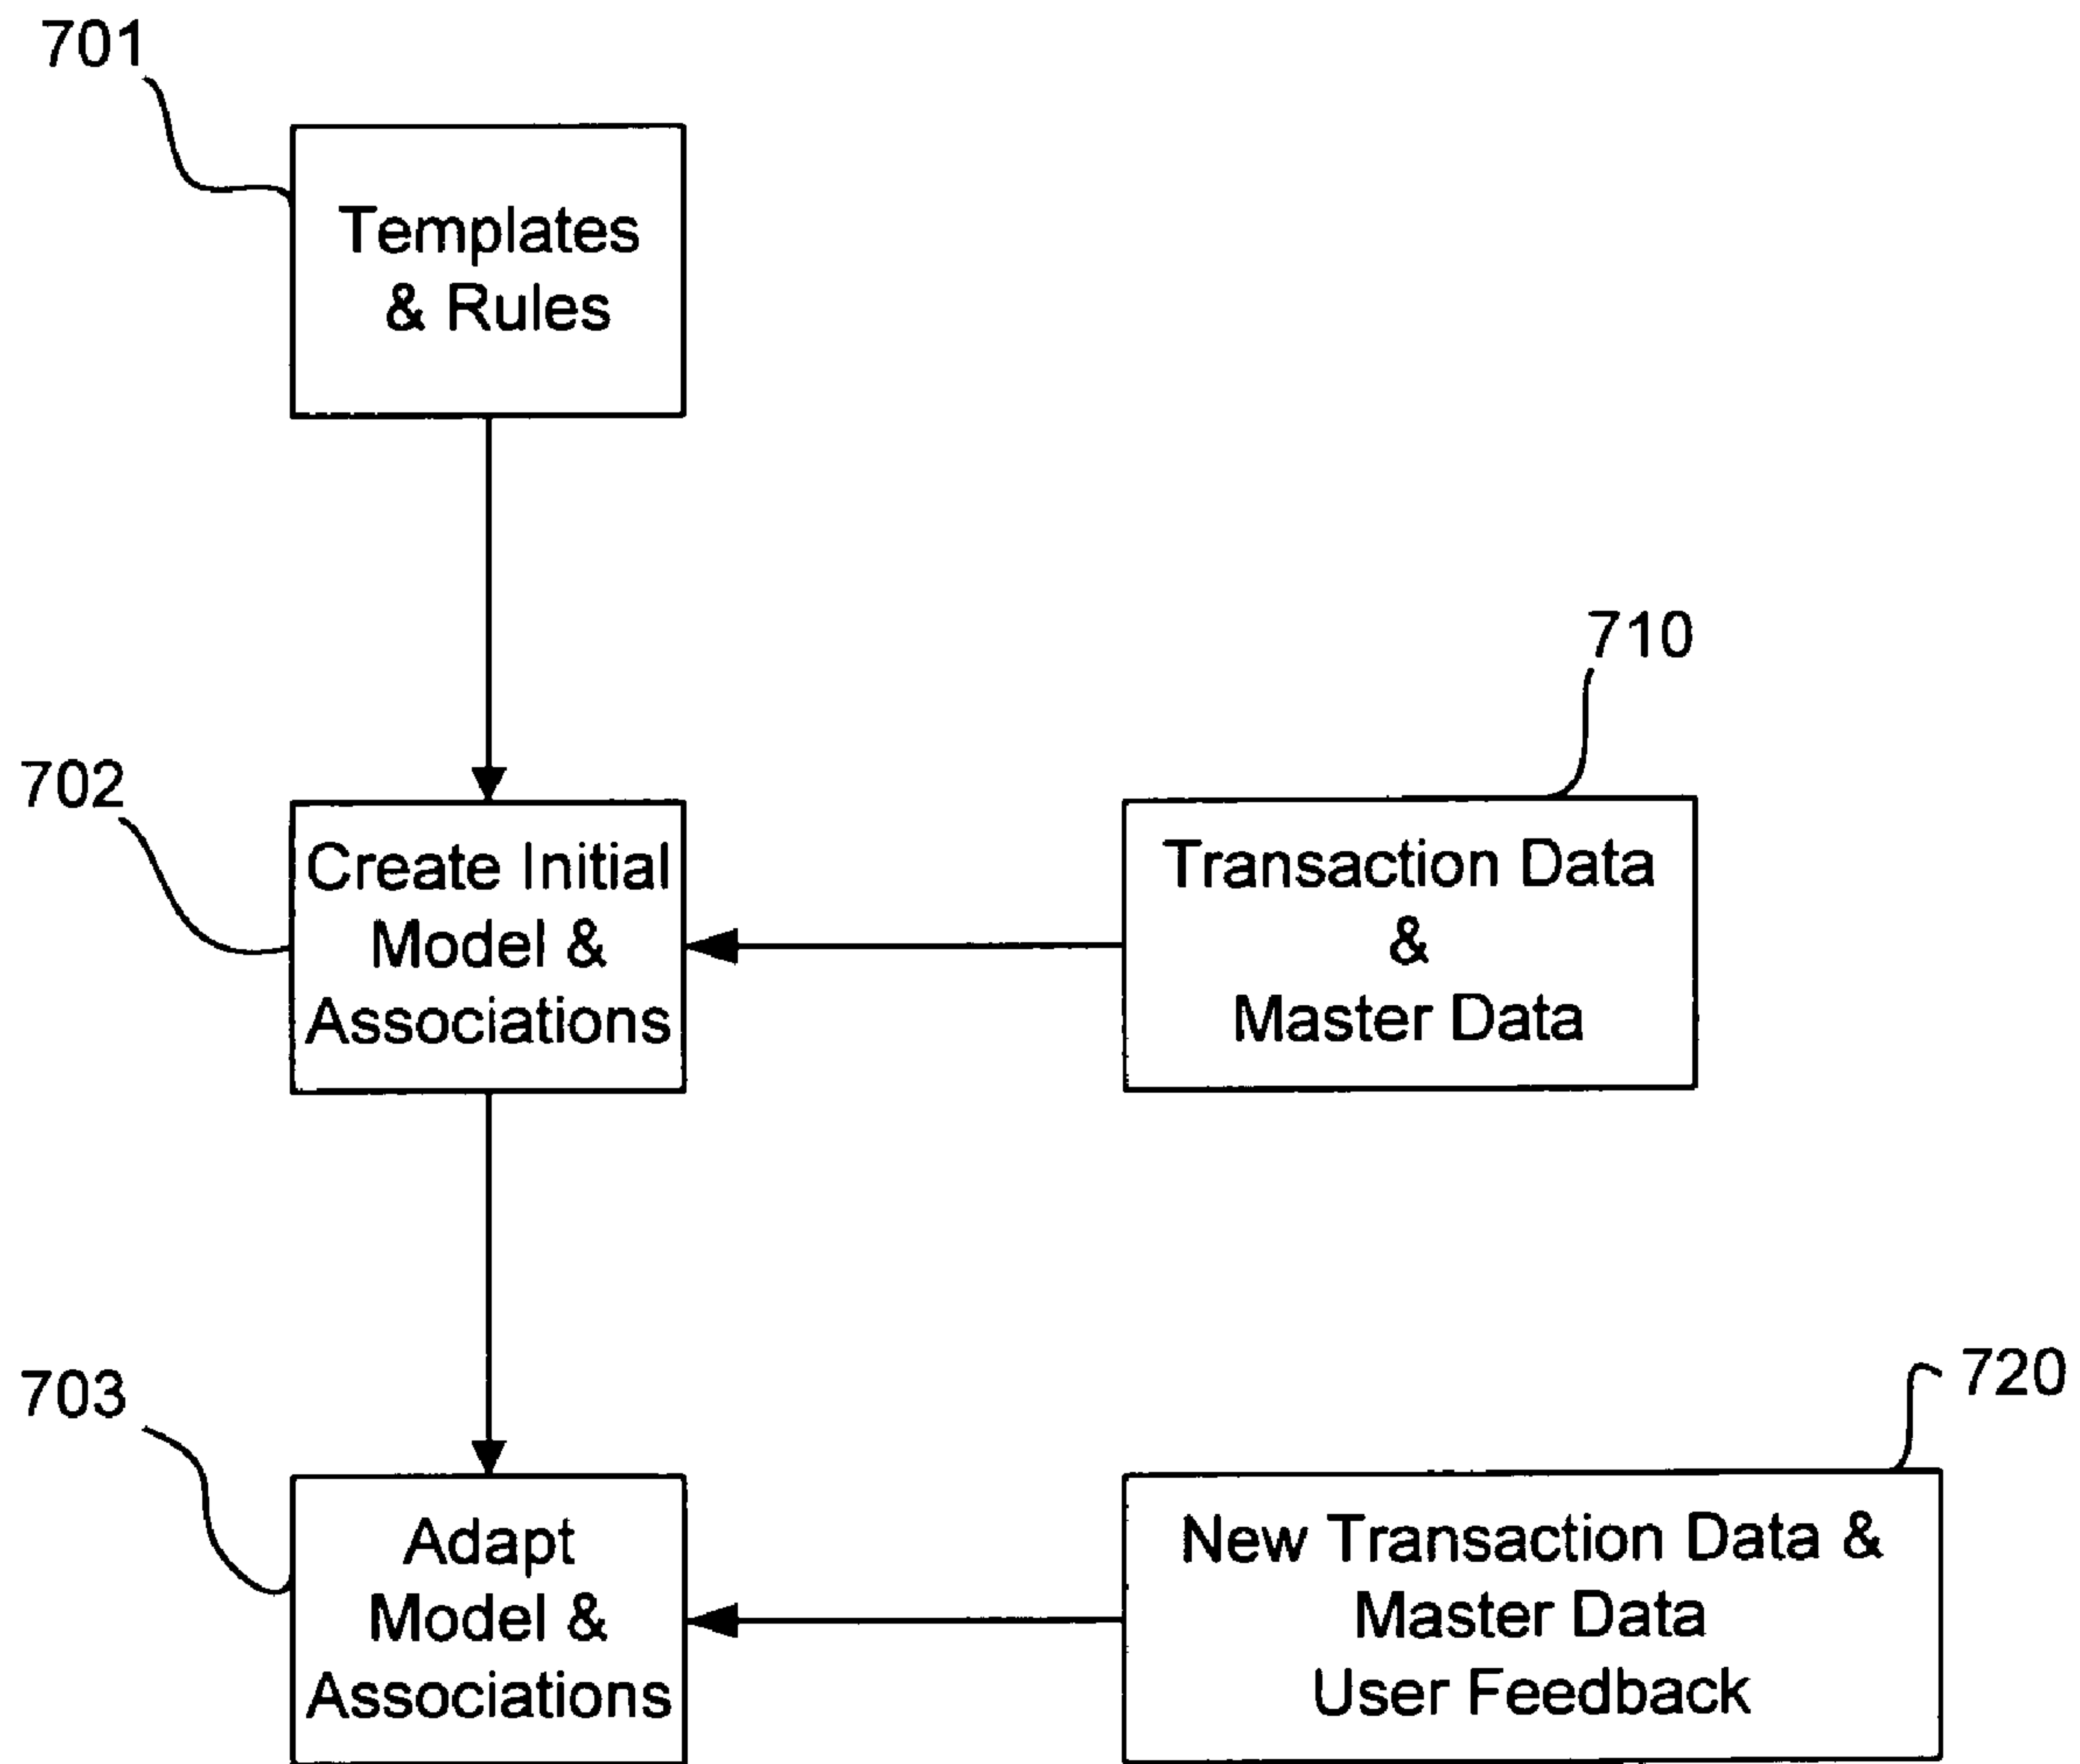 701
Templates
& Rules
710
702
Create Initial
Model &
Associations
Transaction Data
&
Master Data
703
720
Adapt
Model &
Associations
New Transaction Data &
Master Data
User Feedback